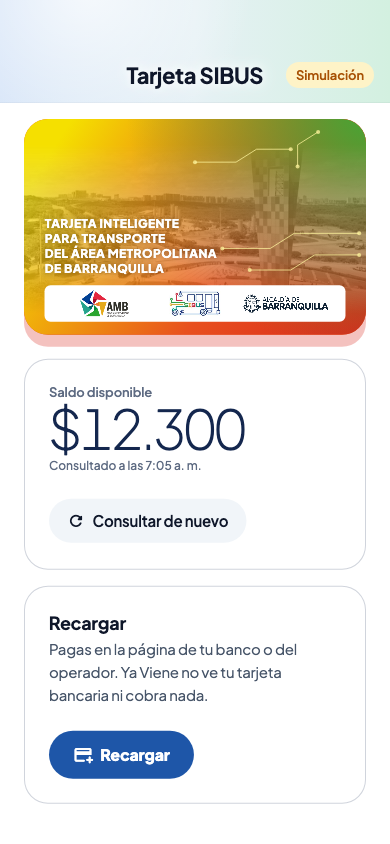 Tarjeta SIBUS
Simulación
TARJETA INTELIGENTE
PARA TRANSPORTE
DEL ÁREA METROPOLITANA
DE BARRANQUILLA
AMB
SIBUS
ALCALDÍA DE
BARRANQUILLA
Saldo disponible
$12.300
Consultado a las 7:05 a. m.
Consultar de nuevo
Recargar
Pagas en la página de tu banco o del
operador. Ya Viene no ve tu tarjeta
bancaria ni cobra nada.
Recargar